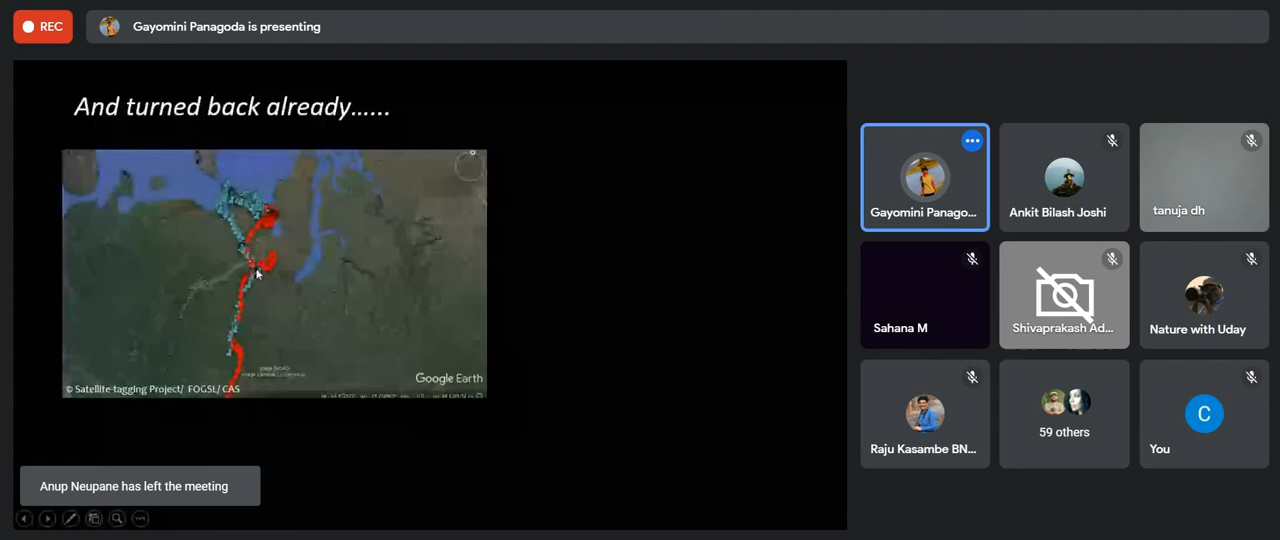 REC
Gayomini Panagoda is presenting
And turned back already......
© Satellite-tagging Project/ FOGSL/ CAS
Google Earth
Anup Neupane has left the meeting
Gayomini Panago...
Ankit Bilash Joshi
tanuja dh
Sahana M
Shivaprakash Ad...
Nature with Uday
Raju Kasambe BN...
59 others
C
You